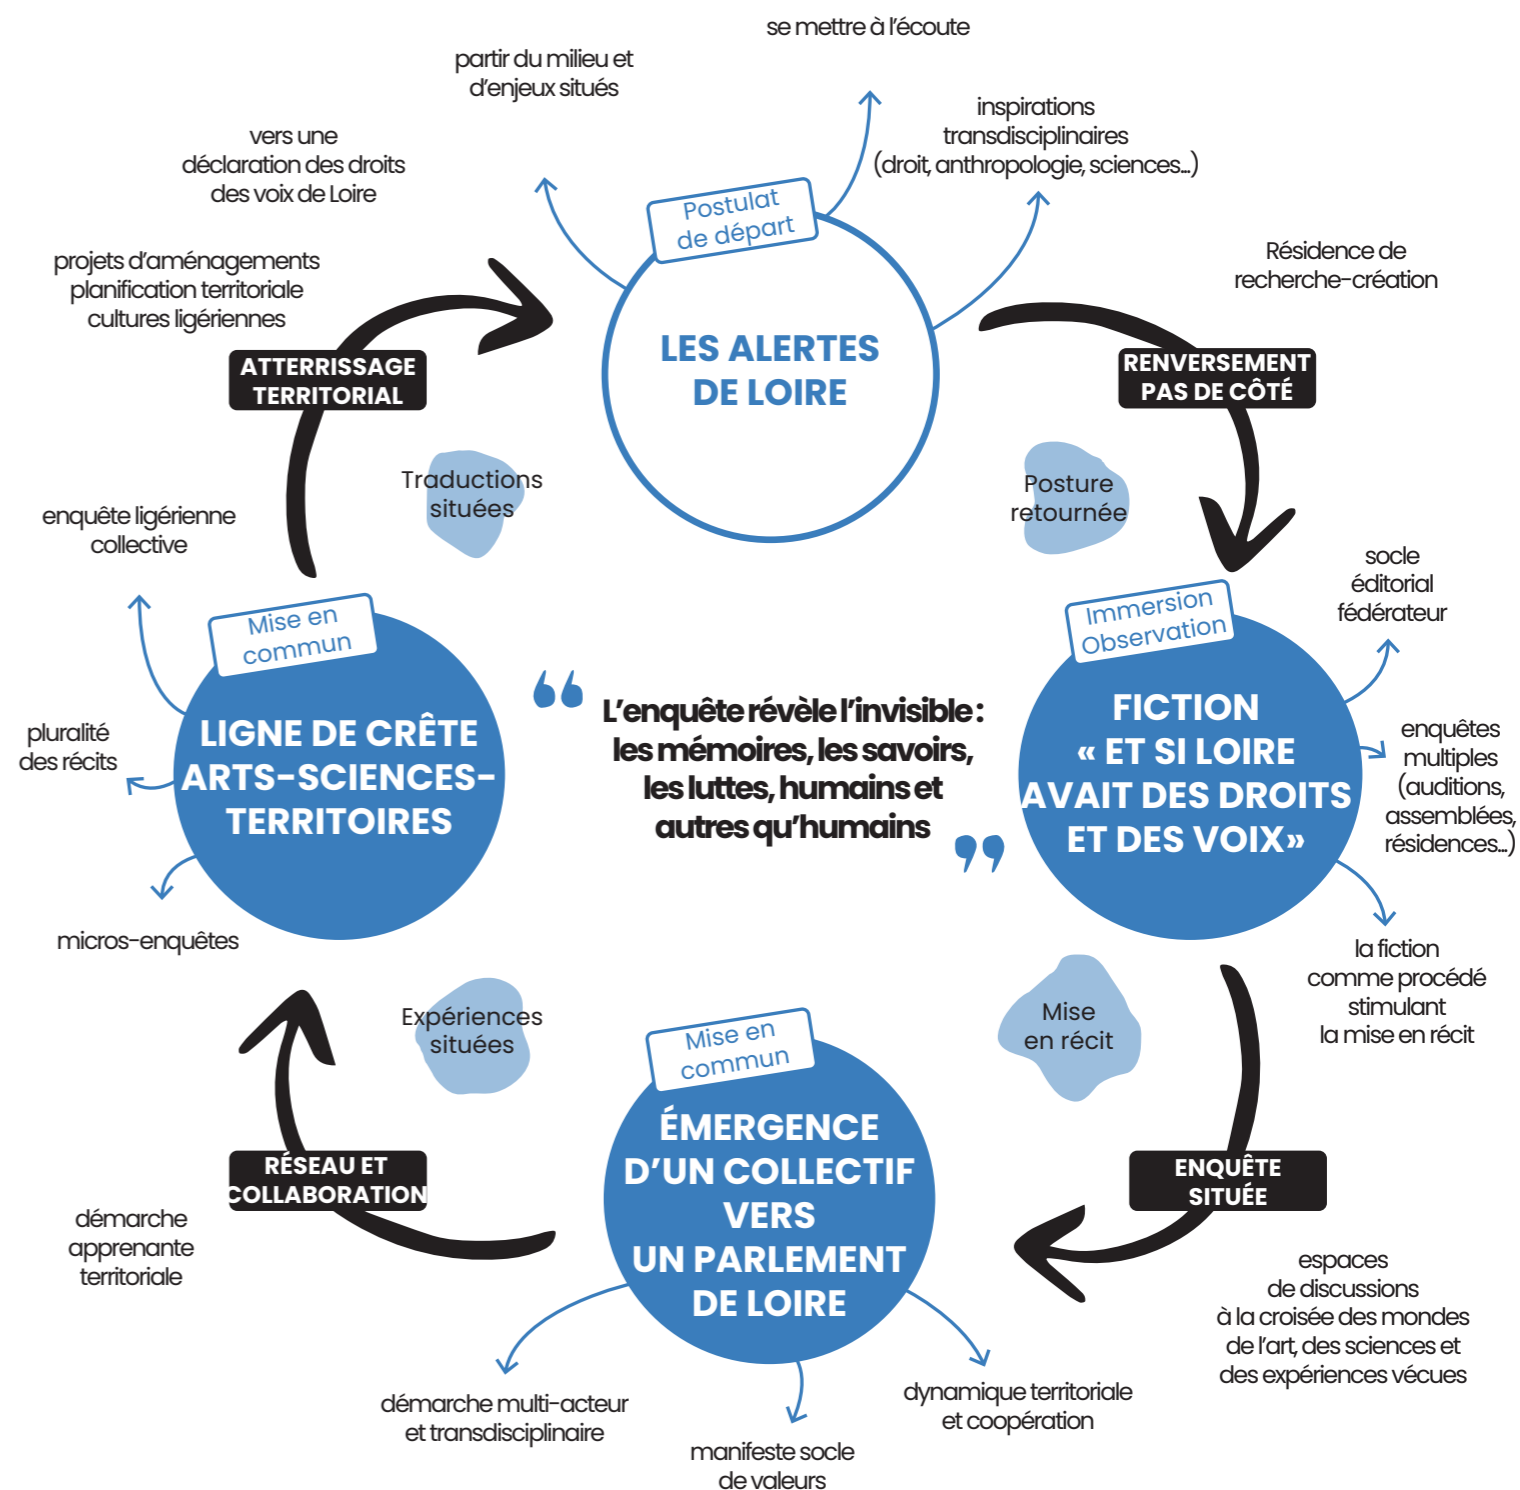 se mettre à l'écoute
partir du milieu et
d'enjeux situés
inspirations
transdisciplinaires
(droit, anthropologie, sciences...)
vers une
déclaration des droits
des voix de Loire
projets d'aménagements
planification territoriale
cultures ligériennes
Postulat
de départ
LES ALERTES
DE LOIRE
Résidence de
recherche-création
ATTERRISSAGE
TERRITORIAL
RENVERSEMENT
PAS DE CÔTÉ
Traductions
situées
Posture
retournée
enquête ligérienne
collective
Mise en
commun
LIGNE DE CRÊTE
ARTS-SCIENCES-
TERRITOIRES
pluralité
des récits
micros-enquêtes
“
L'enquête révèle l'invisible :
les mémoires, les savoirs,
les luttes, humains et
autres qu'humains
”
Immersion
Observation
FICTION
« ET SI LOIRE
AVAIT DES DROITS
ET DES VOIX»
socle
éditorial
fédérateur
enquêtes
multiples
(auditions,
assemblées,
résidences...)
la fiction
comme procédé
stimulant
la mise en récit
Expériences
situées
Mise
en récit
Mise en
commun
ÉMERGENCE
D'UN COLLECTIF
VERS
UN PARLEMENT
DE LOIRE
RÉSEAU ET
COLLABORATION
ENQUÊTE
SITUÉE
démarche
apprenante
territoriale
espaces
de discussions
à la croisée des mondes
de l'art, des sciences et
des expériences vécues
démarche multi-acteur
et transdisciplinaire
manifeste socle
de valeurs
dynamique territoriale
et coopération